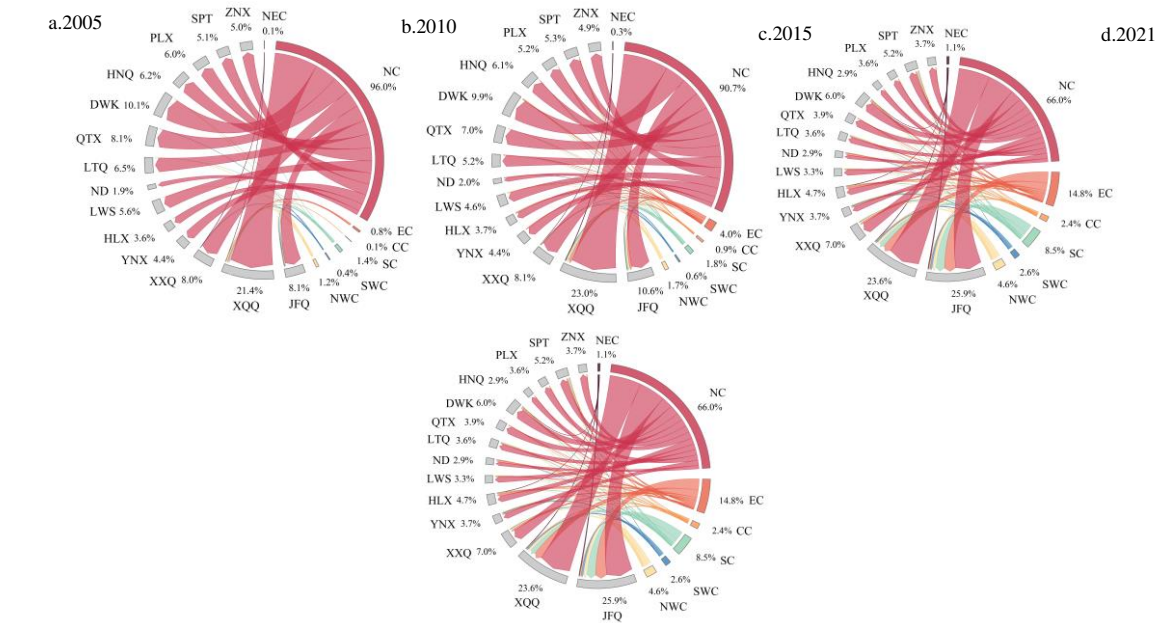 a.2005
b.2010
c.2015
d.2021
NEC
0.1%
NC
96.0%
0.8% EC
0.1% CC
1.4% SC
0.4% SWC
1.2% NWC
8.1% JFQ
21.4%
XQQ
XXQ 8.0%
YNX 4.4%
HLX 3.6%
LWS 5.6%
ND 1.9%
LTQ 6.5%
QTX 8.1%
DWK 10.1%
HNQ 6.2%
PLX
6.0%
SPT
5.1%
ZNX
5.0%
NEC
0.3%
NC
90.7%
4.0% EC
0.9% CC
1.8% SC
0.6% SWC
1.7% NWC
10.6%
JFQ
23.0%
XQQ
XXQ 8.1%
YNX 4.4%
HLX 3.7%
LWS 4.6%
ND 2.0%
LTQ 5.2%
QTX 7.0%
DWK 9.9%
HNQ 6.1%
PLX
5.2%
SPT
5.3%
ZNX
4.9%
NEC
1.1%
NC
66.0%
14.8% EC
2.4% CC
8.5% SC
2.6% SWC
4.6% NWC
25.9%
JFQ
23.6%
XQQ
XXQ 7.0%
YNX 3.7%
HLX 4.7%
LWS 3.3%
ND 2.9%
LTQ 3.6%
QTX 3.9%
DWK 6.0%
HNQ 2.9%
PLX
3.6%
SPT
5.2%
ZNX
3.7%
NEC
1.1%
NC
66.0%
14.8% EC
2.4% CC
8.5% SC
2.6% SWC
4.6% NWC
25.9%
JFQ
23.6%
XQQ
XXQ 7.0%
YNX 3.7%
HLX 4.7%
LWS 3.3%
ND 2.9%
LTQ 3.6%
QTX 3.9%
DWK 6.0%
HNQ 2.9%
PLX
3.6%
SPT
5.2%
ZNX
3.7%